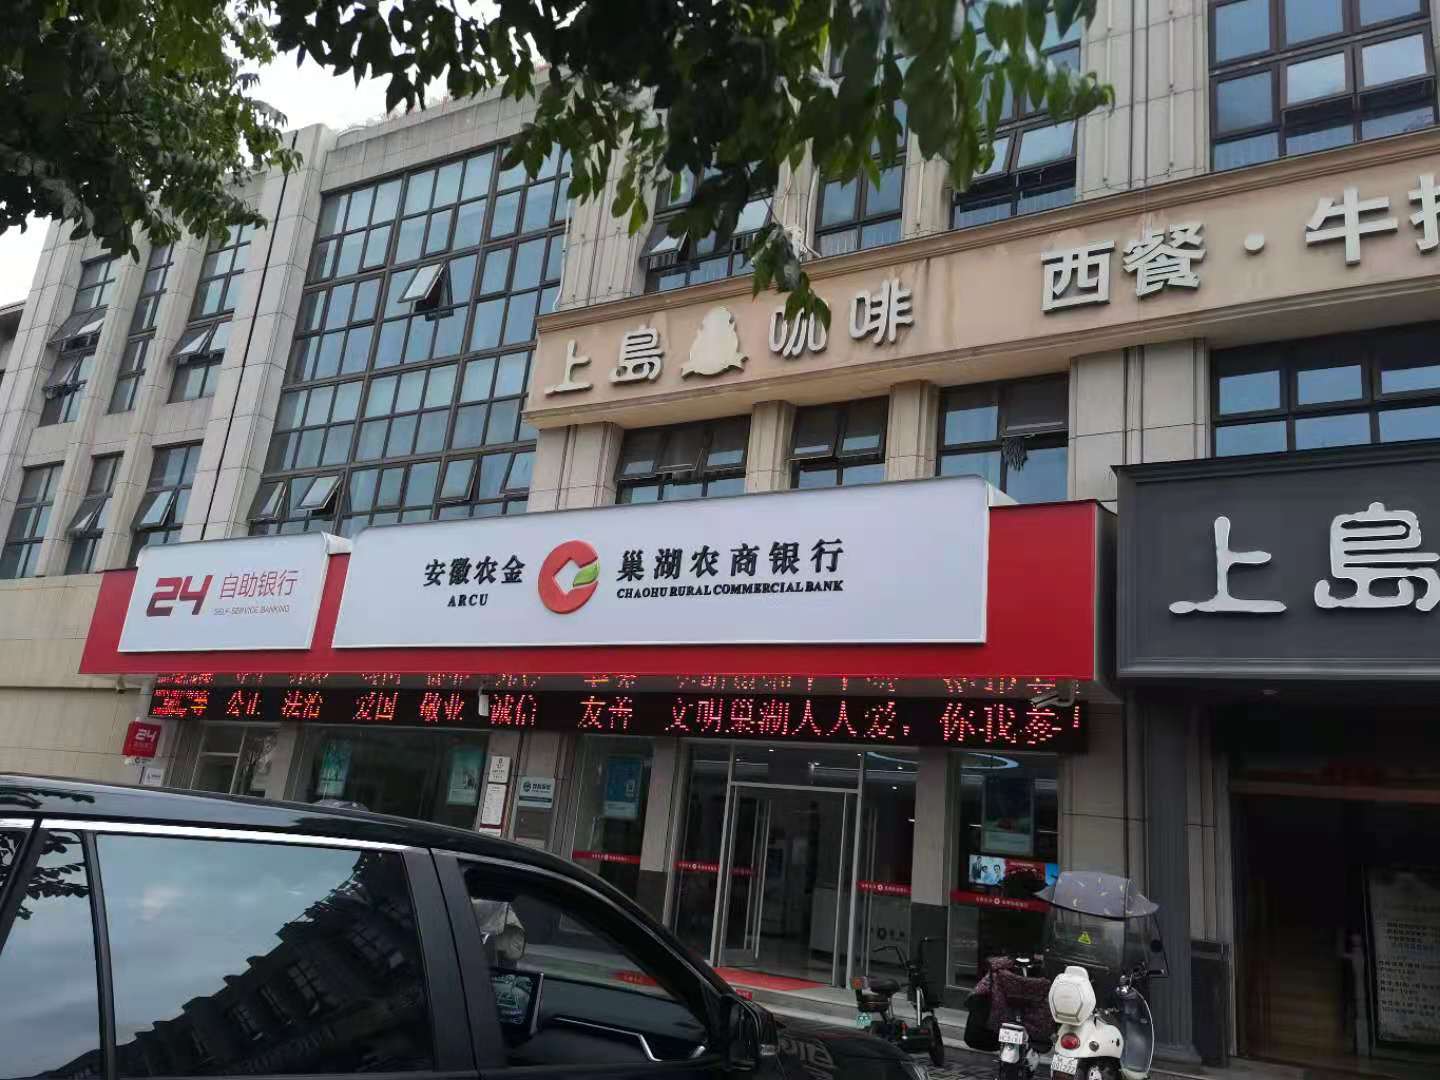 上島咖啡 西餐·牛
24 自助银行
SELF-SERVICE BANKING
安徽农金
ARCU
巢湖农商银行
CHAOHU RURAL COMMERCIAL BANK
上島
等 公正 法治 爱国 敬业 诚信 友善 文明巢湖人人爱，你我参
24